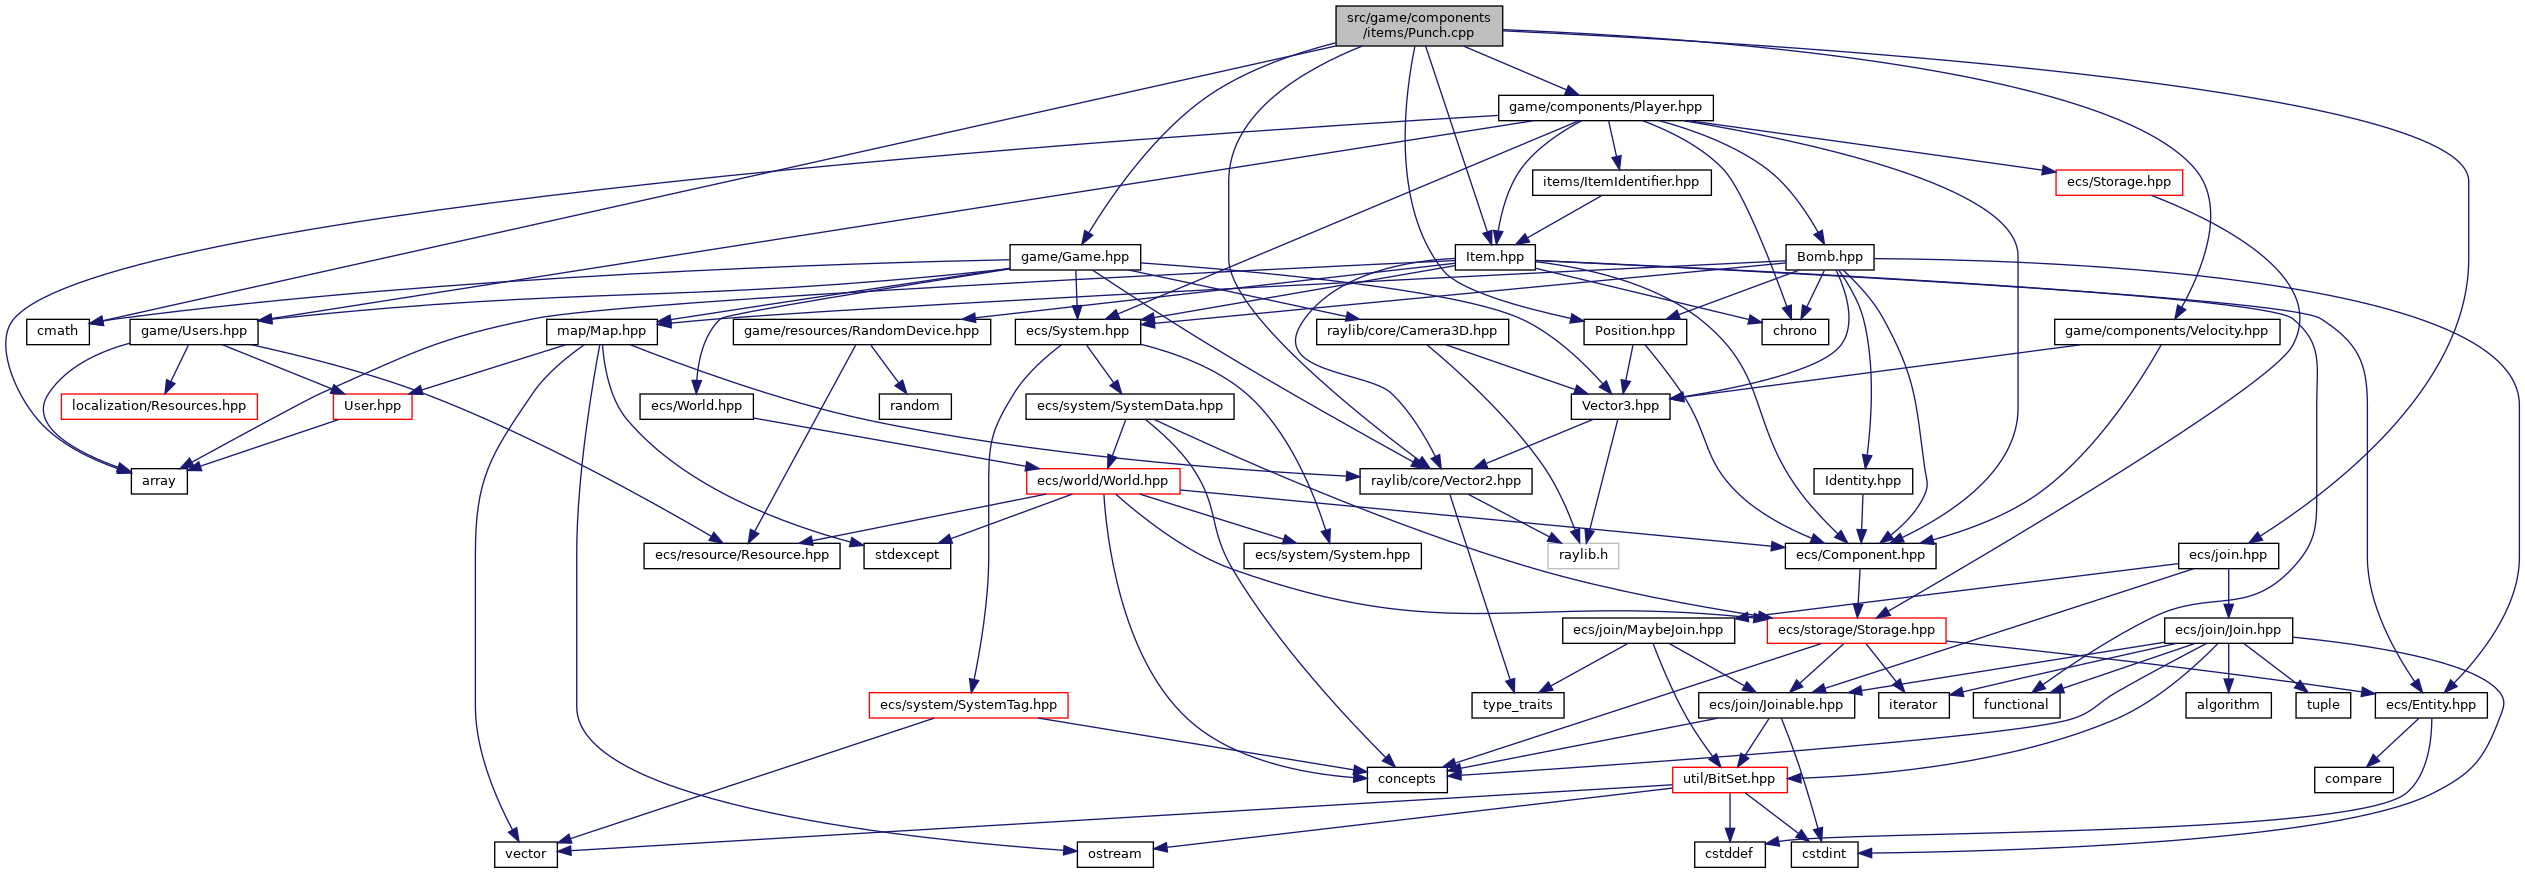 src/game/components
/items/Punch.cpp
game/components/Player.hpp
items/ItemIdentifier.hpp
ecs/Storage.hpp
game/Game.hpp
Item.hpp
Bomb.hpp
cmath
game/Users.hpp
map/Map.hpp
game/resources/RandomDevice.hpp
ecs/System.hpp
raylib/core/Camera3D.hpp
Position.hpp
chrono
game/components/Velocity.hpp
localization/Resources.hpp
User.hpp
ecs/World.hpp
random
ecs/system/SystemData.hpp
Vector3.hpp
array
ecs/world/World.hpp
raylib/core/Vector2.hpp
Identity.hpp
ecs/resource/Resource.hpp
stdexcept
ecs/system/System.hpp
raylib.h
ecs/Component.hpp
ecs/join.hpp
ecs/join/MaybeJoin.hpp
ecs/storage/Storage.hpp
ecs/join/Join.hpp
ecs/system/SystemTag.hpp
type_traits
ecs/join/Joinable.hpp
iterator
functional
algorithm
tuple
ecs/Entity.hpp
concepts
util/BitSet.hpp
compare
vector
ostream
cstddef
cstdint